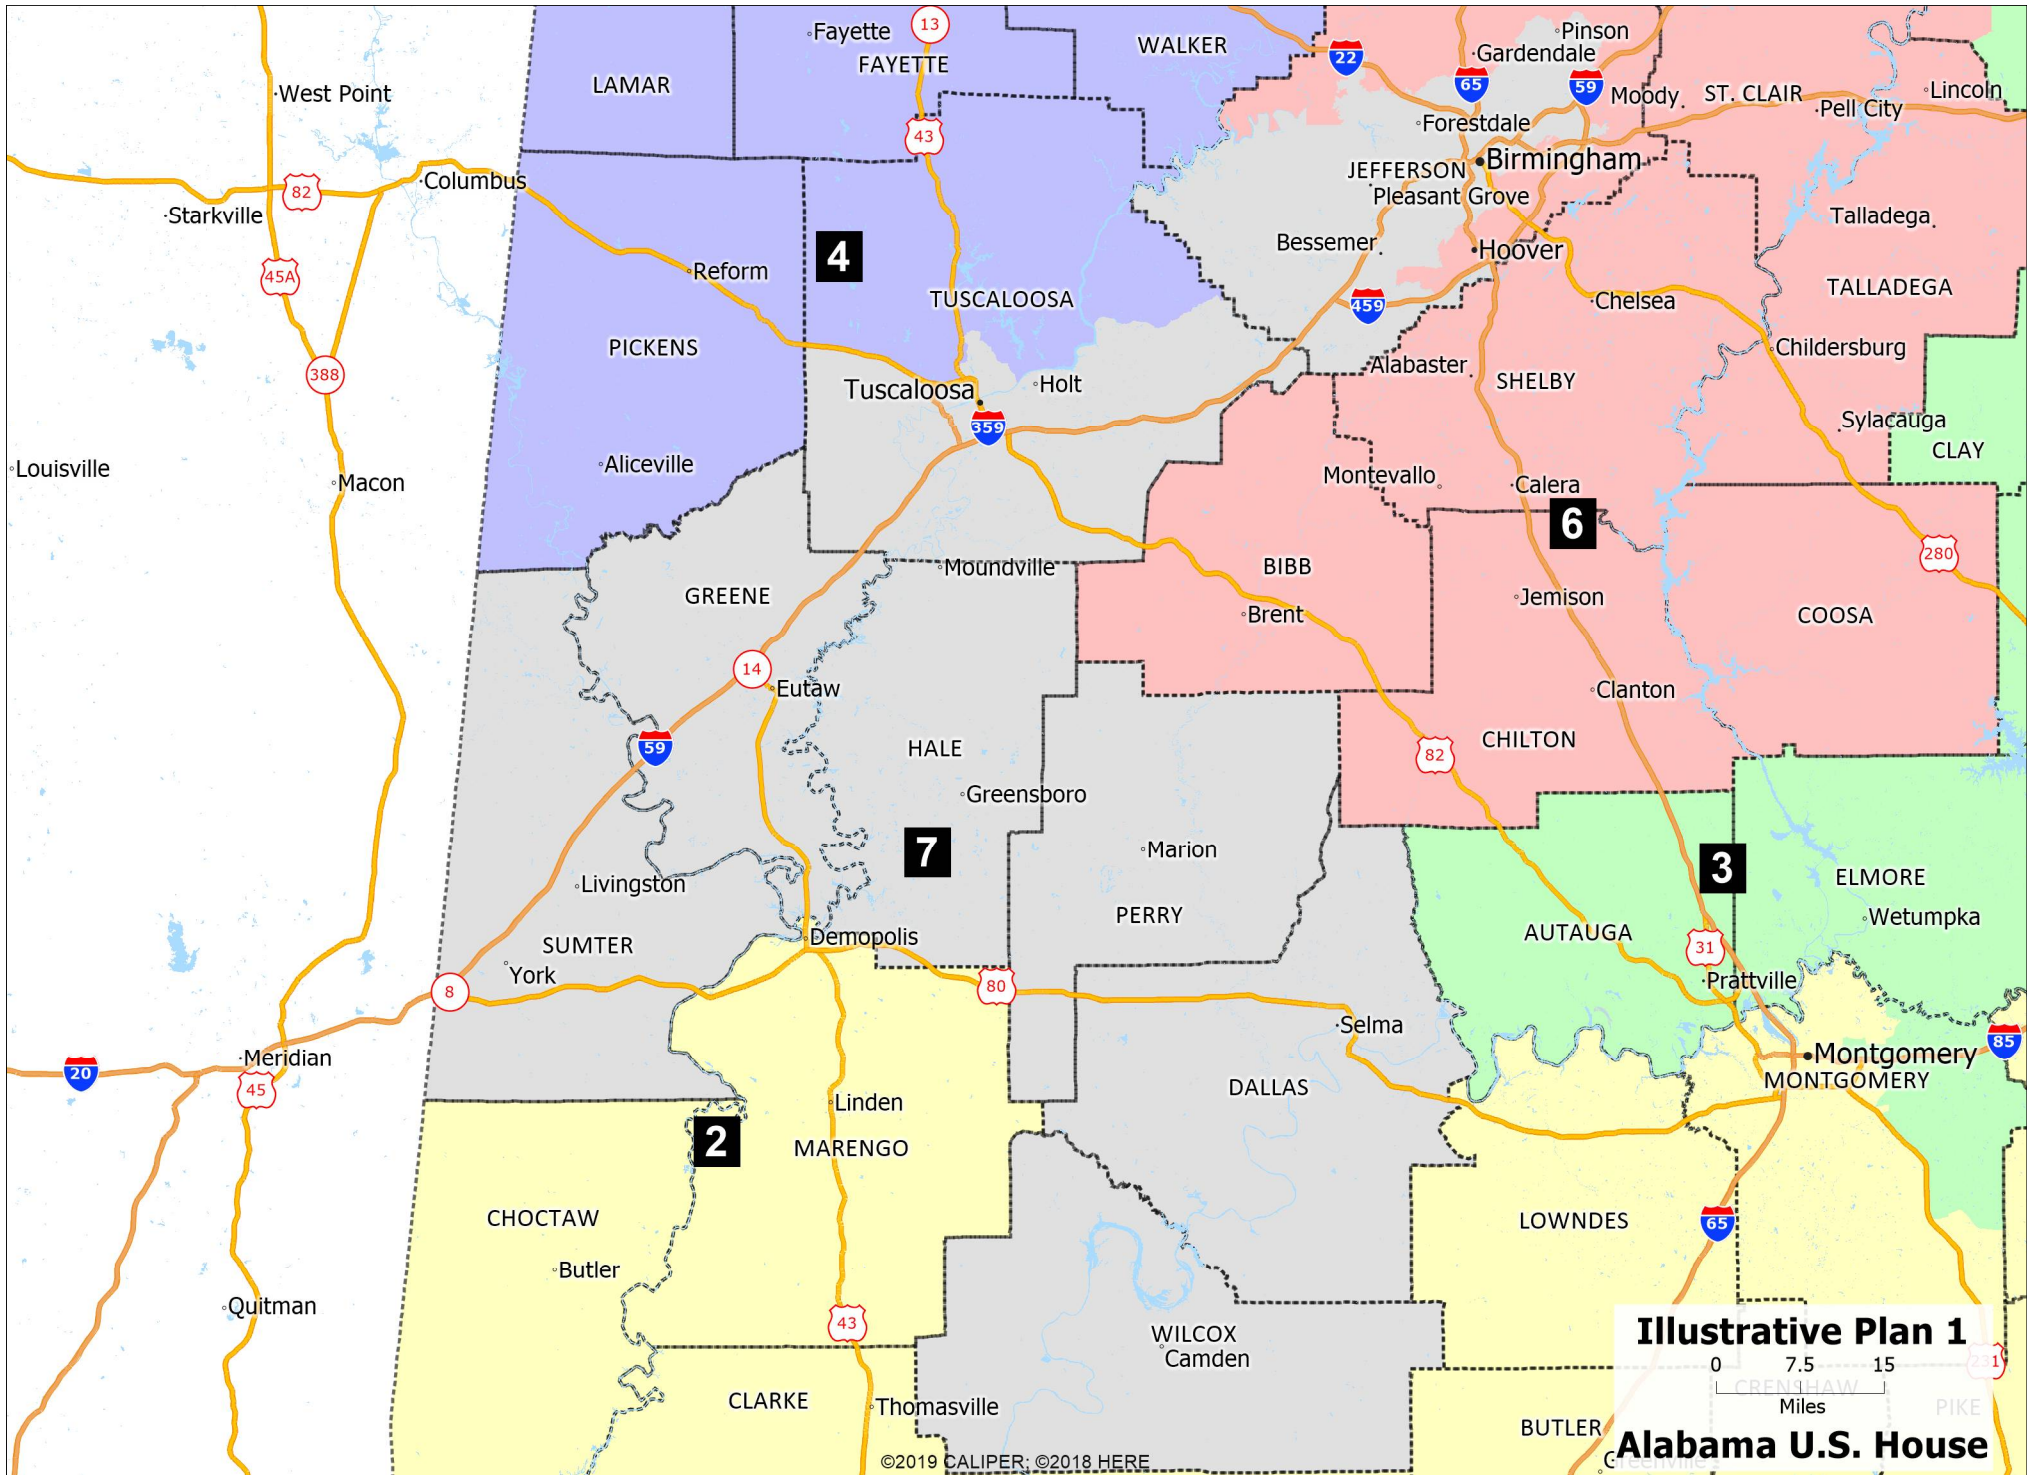 Fayette
13
Pinson
WALKER
Gardendale
FAYETTE
22
LAMAR
65
59
West Point
Moody
ST. CLAIR
Lincoln
Pell City
Forestdale
43
Birmingham
JEFFERSON
Columbus
82
Pleasant Grove
Starkville
Talladega
Bessemer
Hoover
4
Reform
45A
TALLADEGA
TUSCALOOSA
Chelsea
459
PICKENS
Childersburg
Alabaster
388
SHELBY
Holt
Tuscaloosa
359
Sylacauga
CLAY
Aliceville
Louisville
Montevallo
Macon
Calera
6
280
Moundville
BIBB
GREENE
Jemison
Brent
COOSA
14
Eutaw
Clanton
59
HALE
CHILTON
82
Greensboro
7
Marion
3
ELMORE
Livingston
PERRY
Wetumpka
AUTAUGA
Demopolis
SUMTER
31
York
Prattville
8
80
Selma
85
Meridian
Montgomery
20
MONTGOMERY
45
DALLAS
Linden
2
MARENGO
CHOCTAW
LOWNDES
65
Butler
Quitman
43
Illustrative Plan 1
WILCOX
Camden
0 7.5 15
231
CRENSHAW
CLARKE
Thomasville
Miles
PIKE
BUTLER
Alabama U.S. House
Greenville
©2019 CALIPER; ©2018 HERE